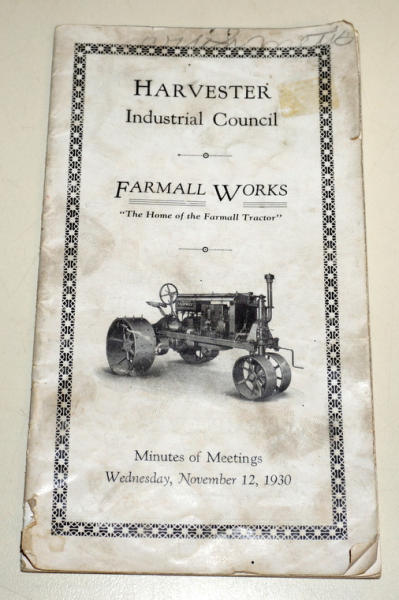 HARVESTER
Industrial Council
FARMALL WORKS
"The Home of the Farmall Tractor"
Minutes of Meetings
Wednesday, November 12, 1930